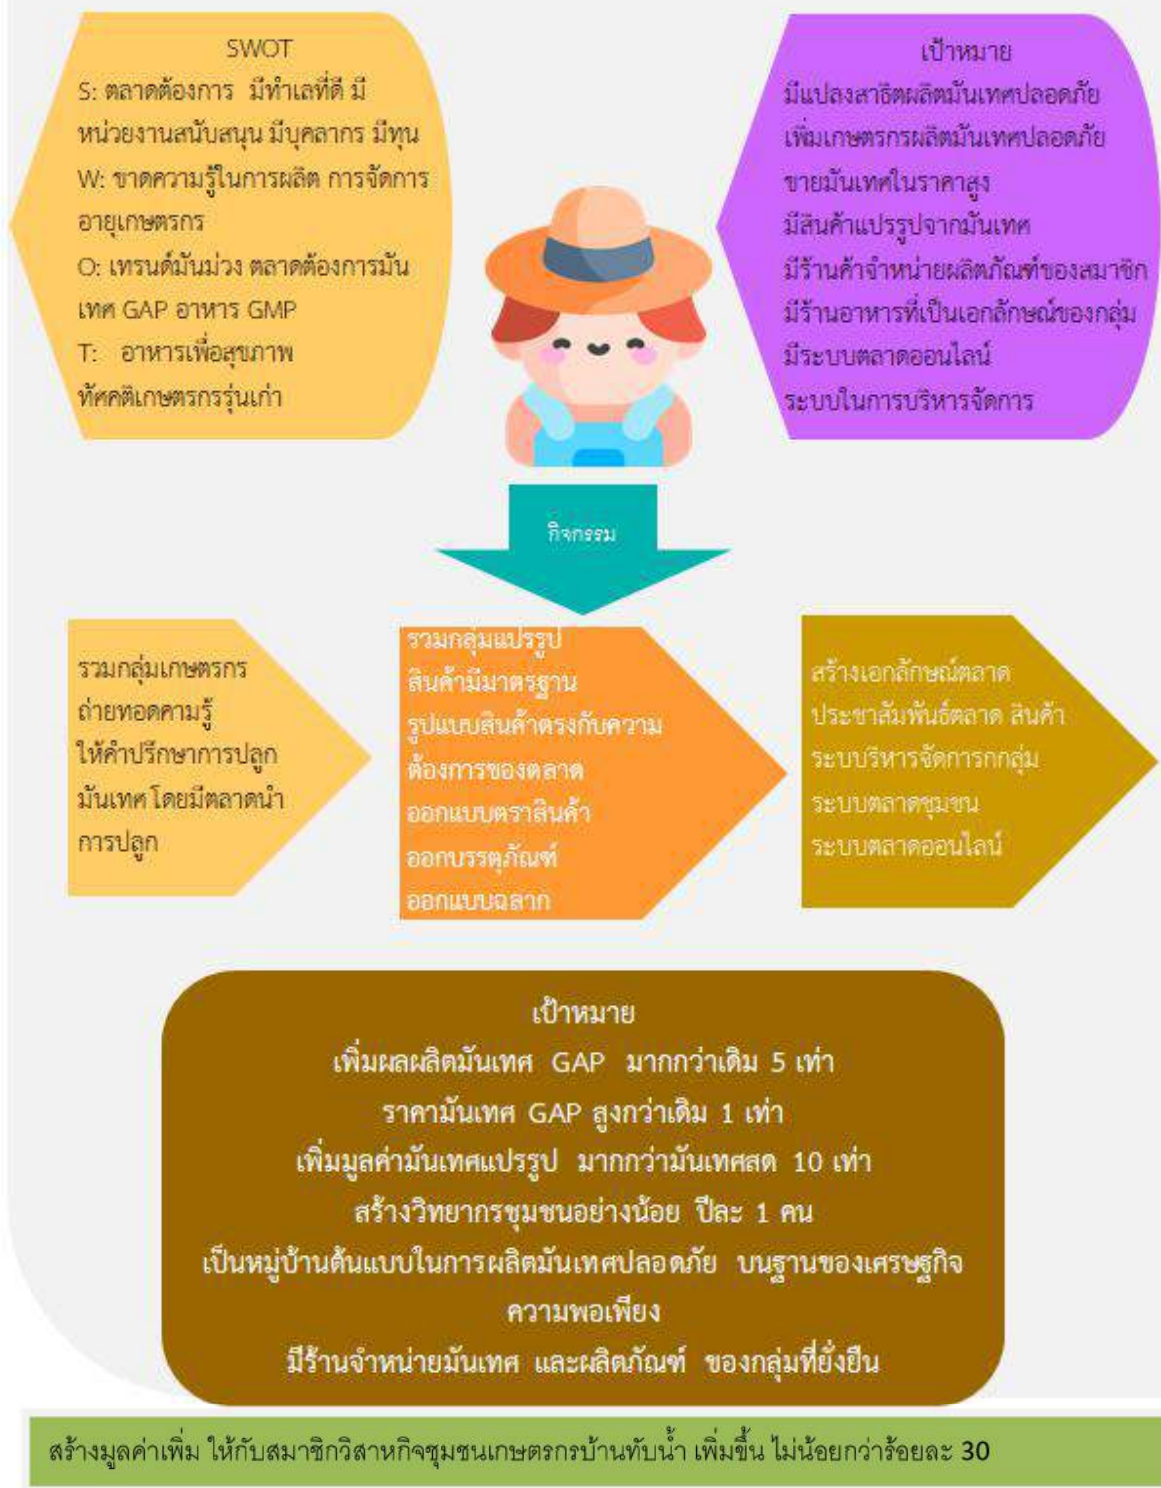 SWOT
S: ตลาดต้องการ มีทำเลที่ดี มี
หน่วยงานสนับสนุน มีบุคลากร มีทุน
W: ขาดความรู้ในการผลิต การจัดการ
อายุเกษตรกร
O: เทรนด์มันม่วง ตลาดต้องการมัน
เทศ GAP อาหาร GMP
T: อาหารเพื่อสุขภาพ
ทัศคติเกษตรกรรุ่นเก่า
เป้าหมาย
มีแปลงสาธิตผลิตมันเทศปลอดภัย
เพิ่มเกษตรกรผลิตมันเทศปลอดภัย
ขายมันเทศในราคาสูง
มีสินค้าแปรรูปจากมันเทศ
มีร้านค้าจำหน่ายผลิตภัณฑ์ของสมาชิก
มีร้านอาหารที่เป็นเอกลักษณ์ของกลุ่ม
มีระบบตลาดออนไลน์
ระบบในการบริหารจัดการ
กิจกรรม
รวมกลุ่มเกษตรกร
ถ่ายทอดคามรู้
ให้คำปรึกษาการปลูก
มันเทศ โดยมีตลาดนำ
การปลูก
รวมกลุ่มแปรรูป
สินค้ามีมาตรฐาน
รูปแบบสินค้าตรงกับความ
ต้องการของตลาด
ออกแบบตราสินค้า
ออกบรรตุภัณฑ์
ออกแบบฉลาก
สร้างเอกลักษณ์ตลาด
ประชาสัมพันธ์ตลาด สินค้า
ระบบริหารจัดการกกลุ่ม
ระบบตลาดชุมชน
ระบบตลาดออนไลน์
เป้าหมาย
เพิ่มผลผลิตมันเทศ GAP มากกว่าเดิม 5 เท่า
ราคามันเทศ GAP สูงกว่าเดิม 1 เท่า
เพิ่มมูลค่ามันเทศแปรรูป มากกว่ามันเทศสด 10 เท่า
สร้างวิทยากรชุมชนอย่างน้อย ปีละ 1 คน
เป็นหมู่บ้านต้นแบบในการผลิตมันเทศปลอดภัย บนฐานของเศรษฐกิจ
ความพอเพียง
มีร้านจำหน่ายมันเทศ และผลิตภัณฑ์ ของกลุ่มที่ยั่งยืน
สร้างมูลค่าเพิ่ม ให้กับสมาชิกวิสาหกิจชุมชนเกษตรกรบ้านทับน้ำ เพิ่มขึ้น ไม่น้อยกว่าร้อยละ 30